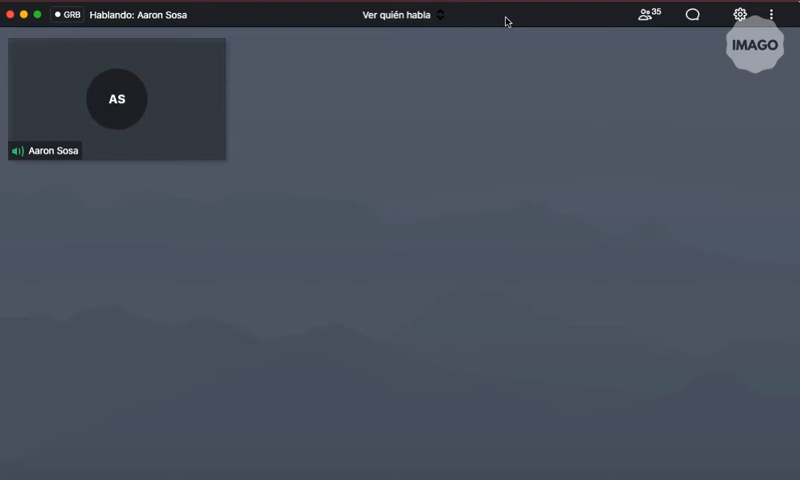 GRB Hablando: Aaron Sosa Ver quién habla 35
IMAGO
AS
Aaron Sosa